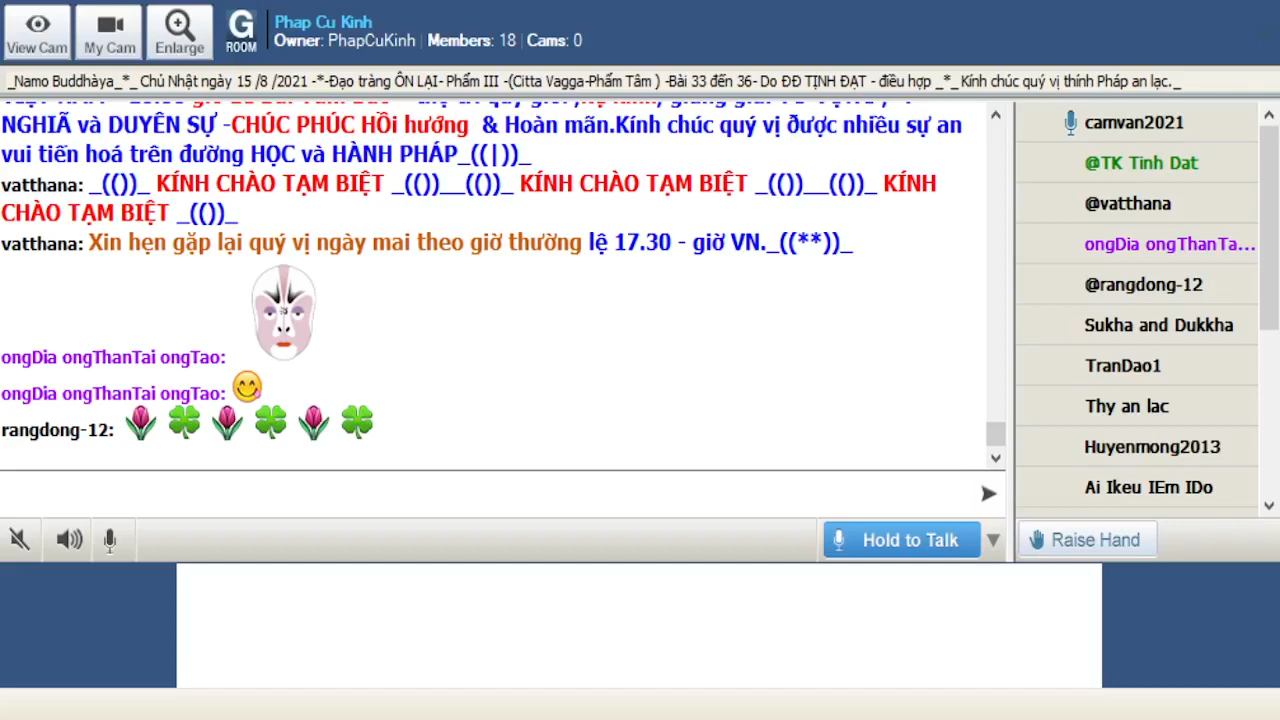 View Cam
My Cam
Enlarge
G
ROOM
Phap Cu Kinh
Owner: PhapCuKinh | Members: 18 | Cams: 0
_Namo Buddhàya_*_ Chủ Nhật ngày 15 /8 /2021 -*-Đạo tràng ÔN LẠI- Phẩm III -(Citta Vagga-Phẩm Tâm ) -Bài 33 đến 36- Do ĐĐ TỊNH ĐẠT - điều hợp _*_ Kính chúc quý vị thính Pháp an lạc._
NGHIÃ và DUYÊN SỰ -CHÚC PHÚC HỒi hướng & Hoàn mãn.Kính chúc quý vị được nhiều sự an
vui tiến hoá trên đường HỌC và HÀNH PHÁP_((|))_
vatthana: _(())_ KÍNH CHÀO TẠM BIỆT _(())__(())_ KÍNH CHÀO TẠM BIỆT _(())__(())_ KÍNH
CHÀO TẠM BIỆT _(())_
vatthana: Xin hẹn gặp lại quý vị ngày mai theo giờ thường lệ 17.30 - giờ VN._((**))_
ongDia ongThanTai ongTao:
ongDia ongThanTai ongTao:
rangdong-12:
camvan2021
@TK Tinh Dat
@vatthana
ongDia ongThanTa...
@rangdong-12
Sukha and Dukkha
TranDao1
Thy an lac
Huyenmong2013
Ai Ikeu IEm IDo
Hold to Talk
Raise Hand